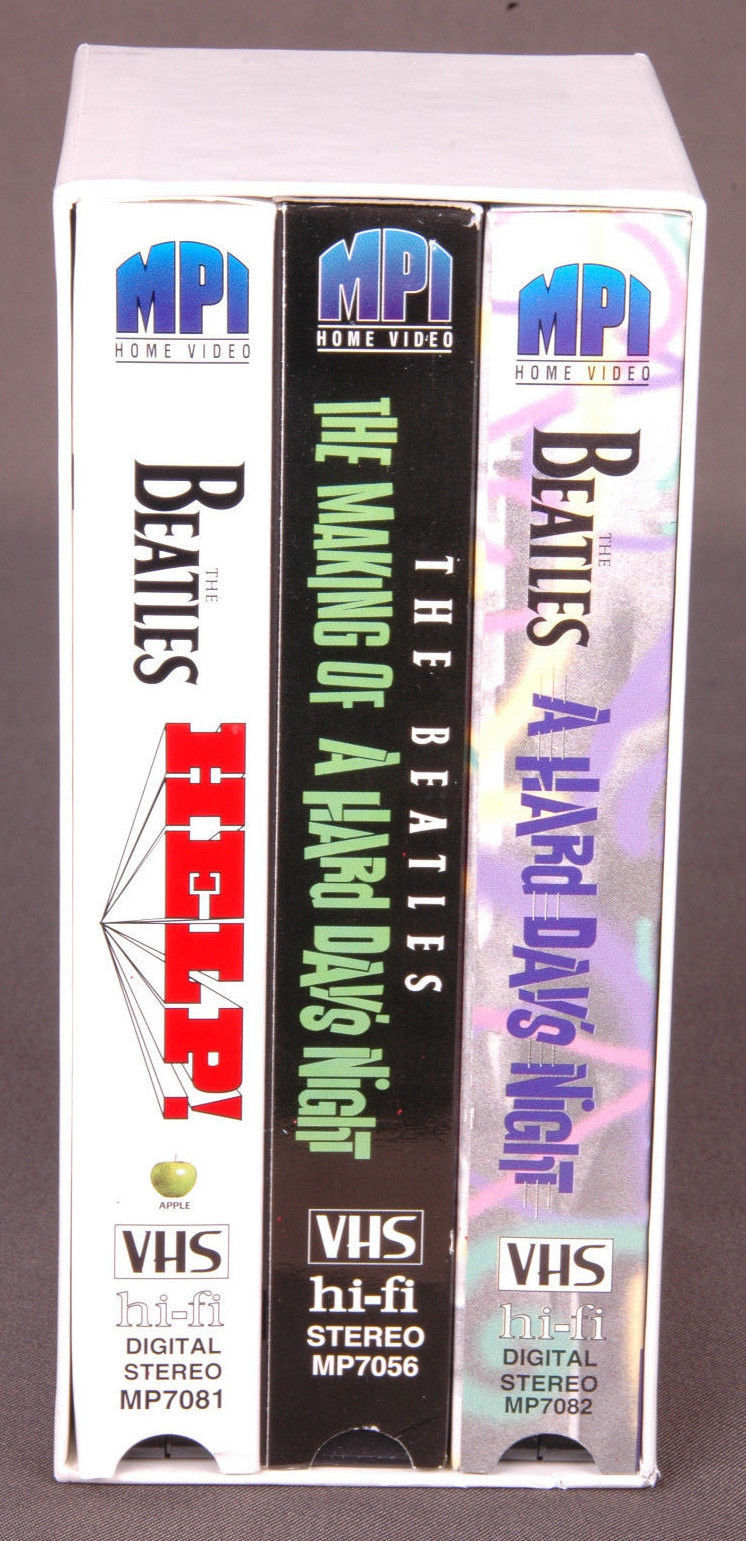 MPI
HOME VIDEO
THE
BEATLES
HELP!
APPLE
VHS
hi-fi
DIGITAL
STEREO
MP7081
MPI
HOME VIDEO
THE BEATLES
THE MAKING OF A HARD DAY'S NIGHT
VHS
hi-fi
STEREO
MP7056
MPI
HOME VIDEO
THE
BEATLES
A HARD DAY'S NIGHT
VHS
hi-fi
DIGITAL
STEREO
MP7082